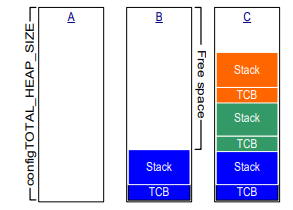 configTOTAL_HEAP_SIZE
A
B
Stack
TCB
Free space
C
Stack
TCB
Stack
TCB
Stack
TCB